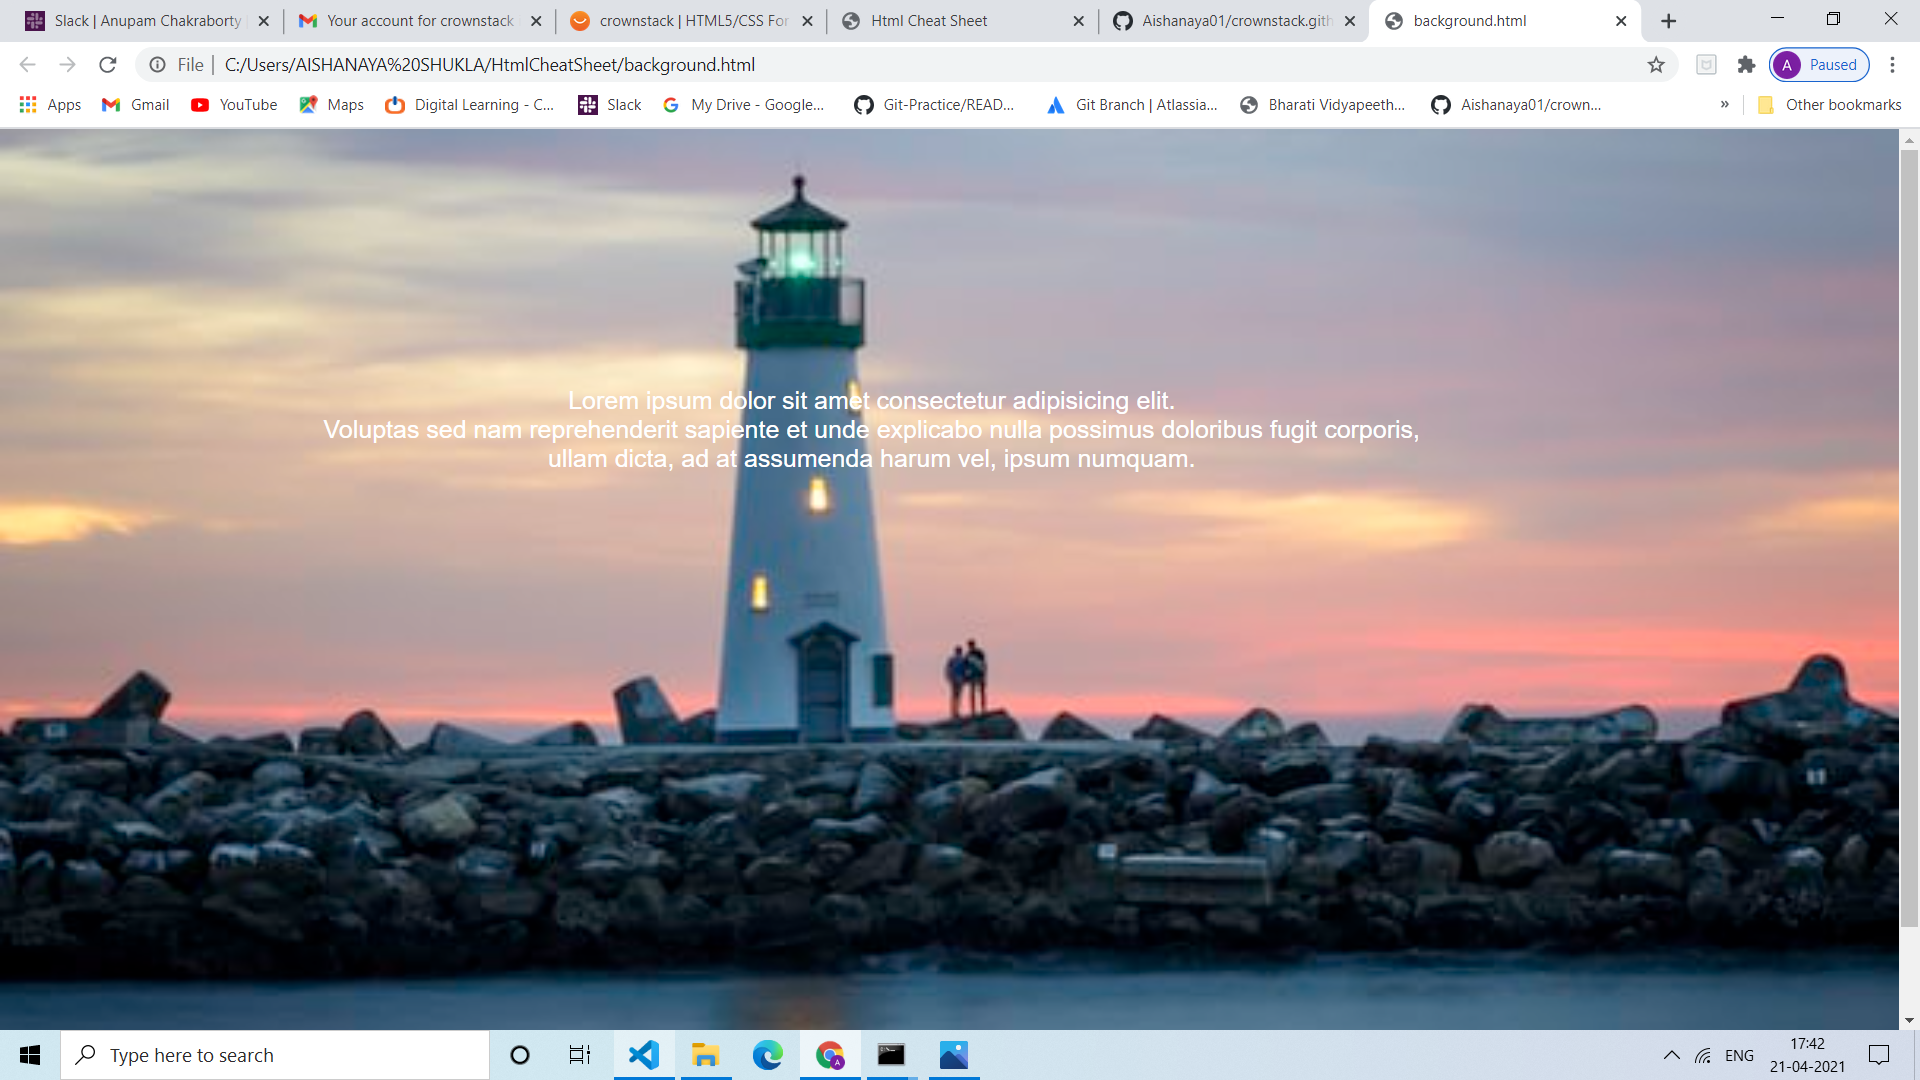 Slack | Anupam Chakraborty
Your account for crownstack
crownstack | HTML5/CSS For
Html Cheat Sheet
Aishanaya01/crownstack.gith
background.html
File | C:/Users/AISHANAYA%20SHUKLA/HtmlCheatSheet/background.html
A Paused
Apps
Gmail
YouTube
Maps
Digital Learning - C...
Slack
My Drive - Google...
Git-Practice/READ...
Git Branch | Atlassia...
Bharati Vidyapeeth...
Aishanaya01/crown...
»
Other bookmarks
Lorem ipsum dolor sit amet consectetur adipisicing elit.
Voluptas sed nam reprehenderit sapiente et unde explicabo nulla possimus doloribus fugit corporis,
ullam dicta, ad at assumenda harum vel, ipsum numquam.
Type here to search
ENG
17:42
21-04-2021